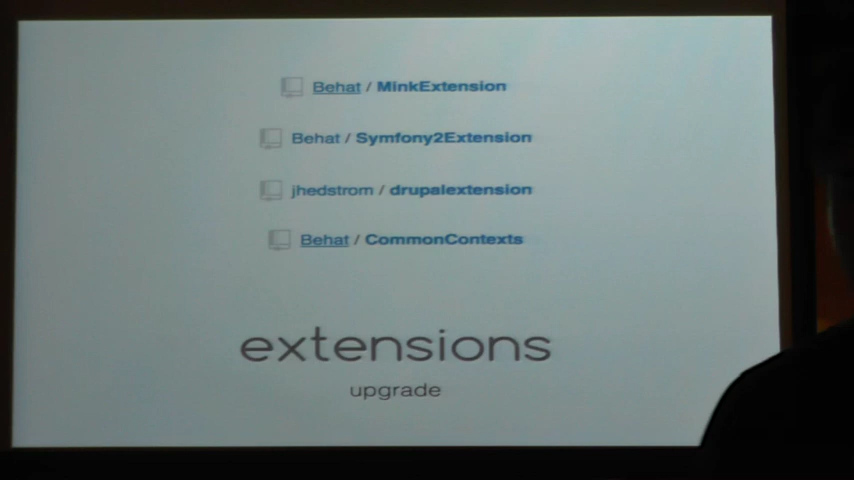 Behat / MinkExtension
Behat / Symfony2Extension
jhedstrom / drupalextension
Behat / CommonContexts
extensions
upgrade